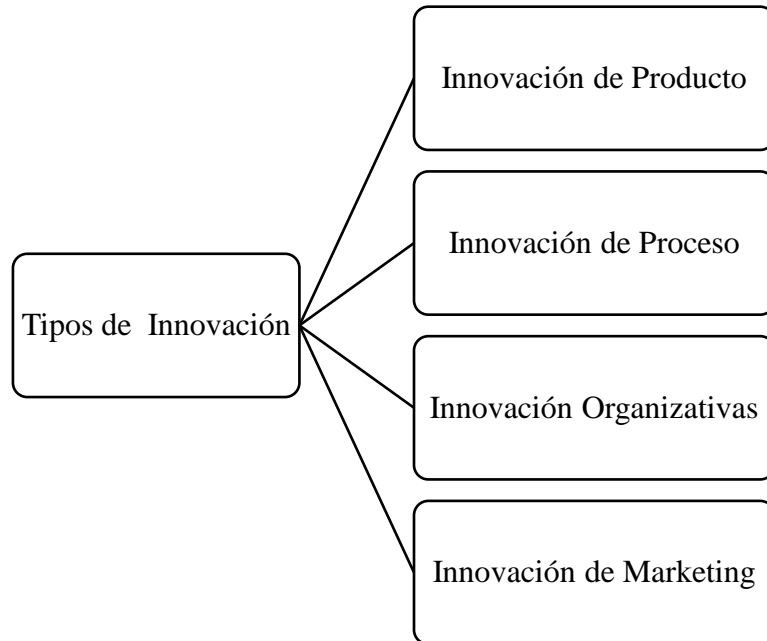 Innovación de Producto
Innovación de Proceso
Tipos de  Innovación
Innovación Organizativas
Innovación de Marketing